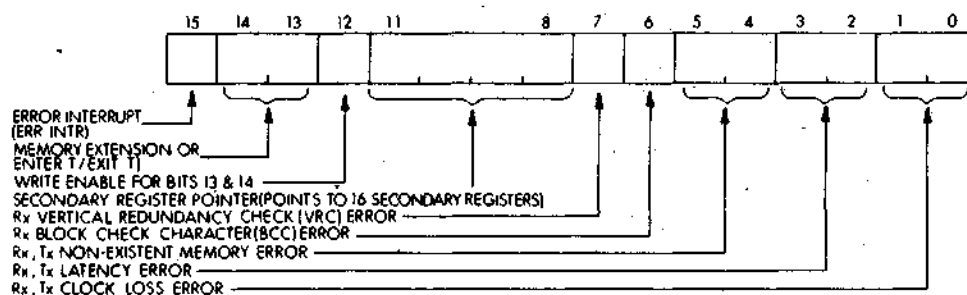 15 14 13 12 11 8 7 6 5 4 3 2 1 0
ERROR INTERRUPT
(ERR INTR)
MEMORY EXTENSION OR
ENTER T/EXIT T)
WRITE ENABLE FOR BITS 13 & 14
SECONDARY REGISTER POINTER(POINTS TO 16 SECONDARY REGISTERS)
Rx VERTICAL REDUNDANCY CHECK (VRC) ERROR
Rx BLOCK CHECK CHARACTER(BCC) ERROR
Rx, Tx NON-EXISTENT MEMORY ERROR
Rx, Tx LATENCY ERROR
Rx, Tx CLOCK LOSS ERROR